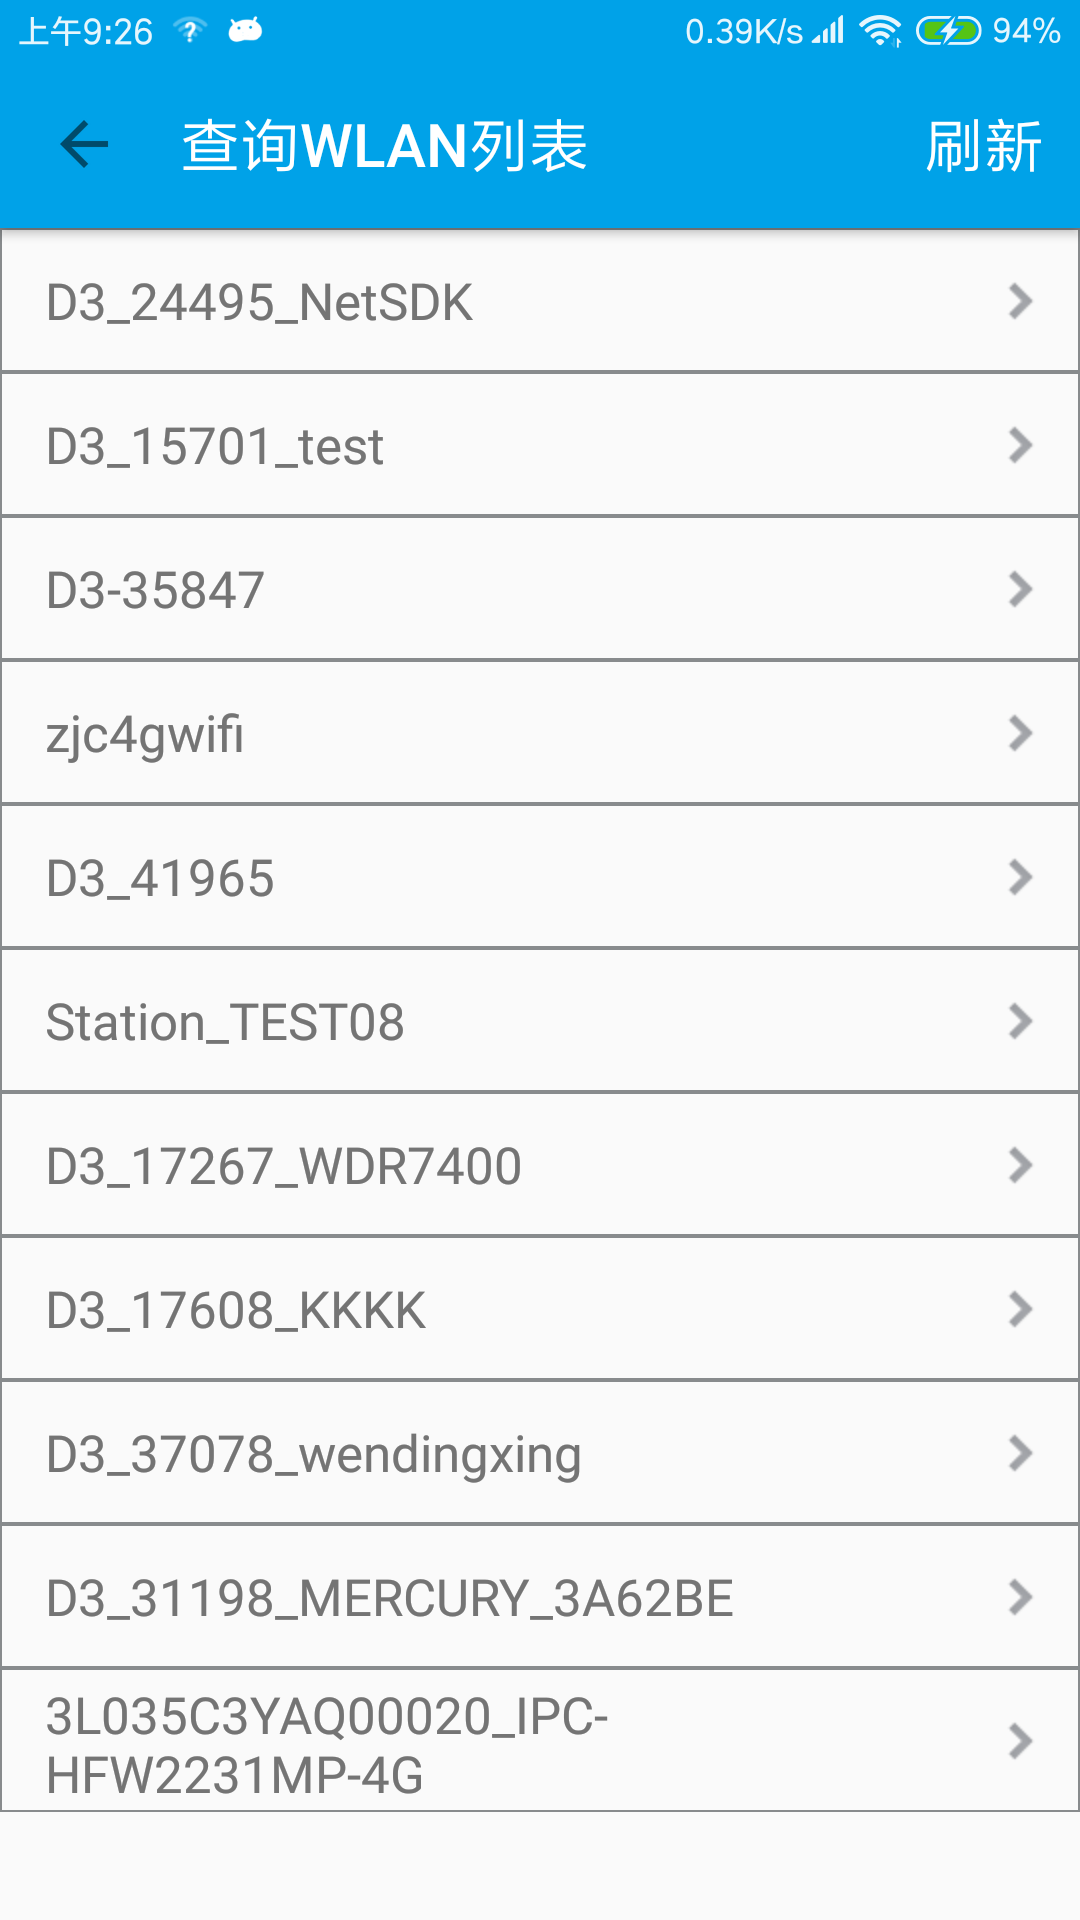 上午9:26 0.39K/s 94%
查询WLAN列表 刷新
D3_24495_NetSDK
D3_15701_test
D3-35847
zjc4gwifi
D3_41965
Station_TEST08
D3_17267_WDR7400
D3_17608_KKKK
D3_37078_wendingxing
D3_31198_MERCURY_3A62BE
3L035C3YAQ00020_IPC-
HFW2231MP-4G